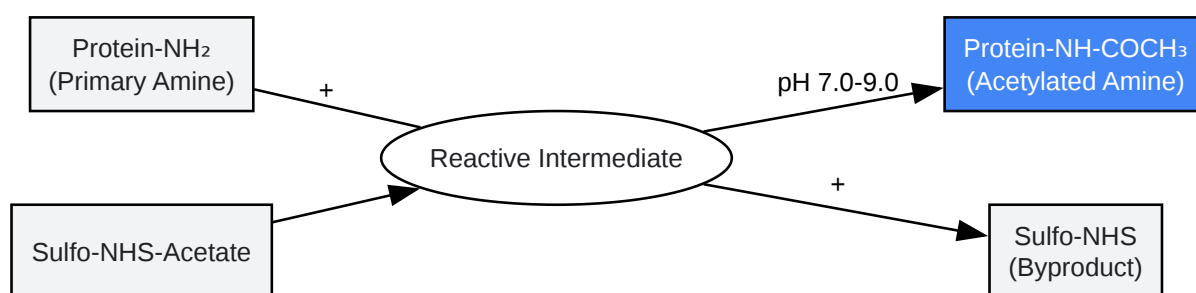 Protein-NH₂
(Primary Amine)
+
Sulfo-NHS-Acetate
Reactive Intermediate
pH 7.0-9.0
Protein-NH-COCH₃
(Acetylated Amine)
+
Sulfo-NHS
(Byproduct)